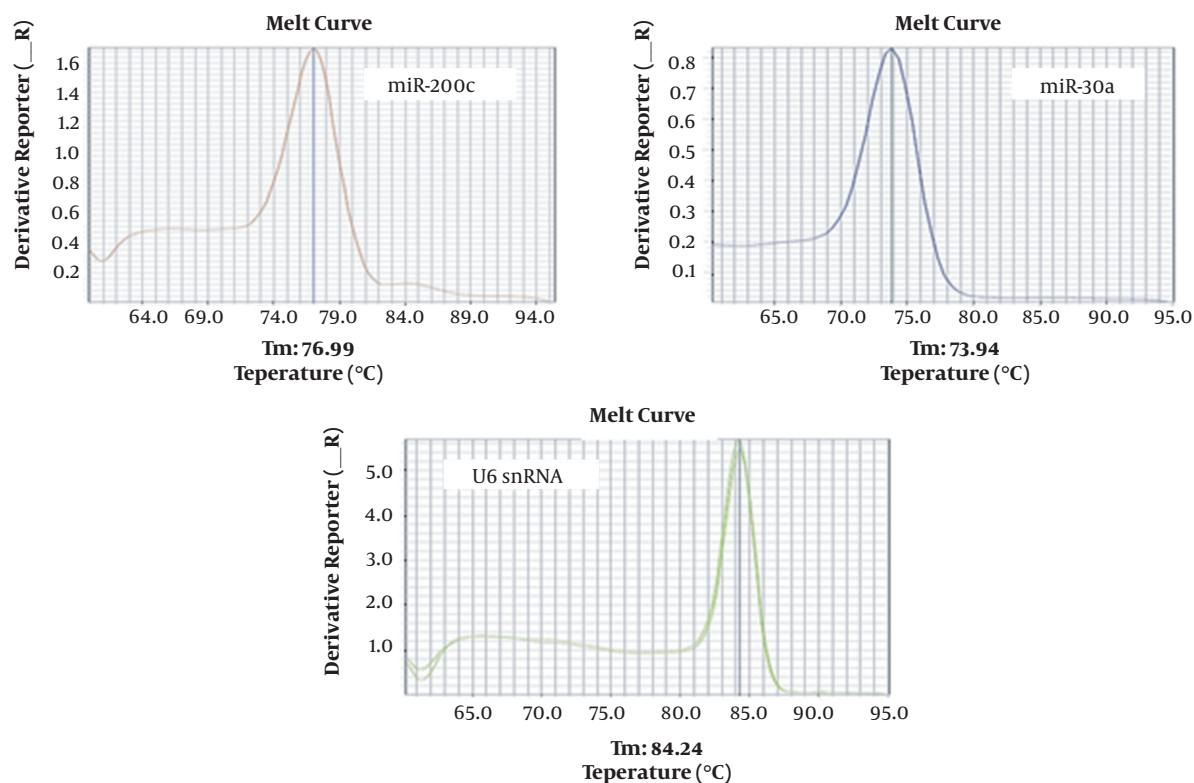 Melt Curve
Derivative Reporter (__R)
1.6
1.4
1.2
1.0
0.8
0.6
0.4
0.2
miR-200c
64.0 69.0 74.0 79.0 84.0 89.0 94.0
Tm: 76.99
Teperature (°C)
Melt Curve
Derivative Reporter (__R)
0.8
0.7
0.6
0.5
0.4
0.3
0.2
0.1
miR-30a
65.0 70.0 75.0 80.0 85.0 90.0 95.0
Tm: 73.94
Teperature (°C)
Melt Curve
Derivative Reporter (__R)
5.0
4.0
3.0
2.0
1.0
U6 snRNA
65.0 70.0 75.0 80.0 85.0 90.0 95.0
Tm: 84.24
Teperature (°C)